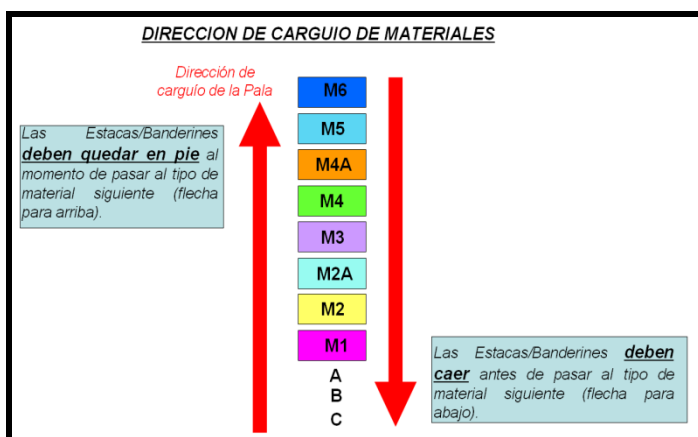 DIRECCION DE CARGUIO DE MATERIALES
Dirección de
carguío de la Pala
Las Estacas/Banderines
deben quedar en pie al
momento de pasar al tipo de
material siguiente (flecha
para arriba).
M6
M5
M4A
M4
M3
M2A
M2
M1
A
B
C
Las Estacas/Banderines deben
caer antes de pasar al tipo de
material siguiente (flecha para
abajo).